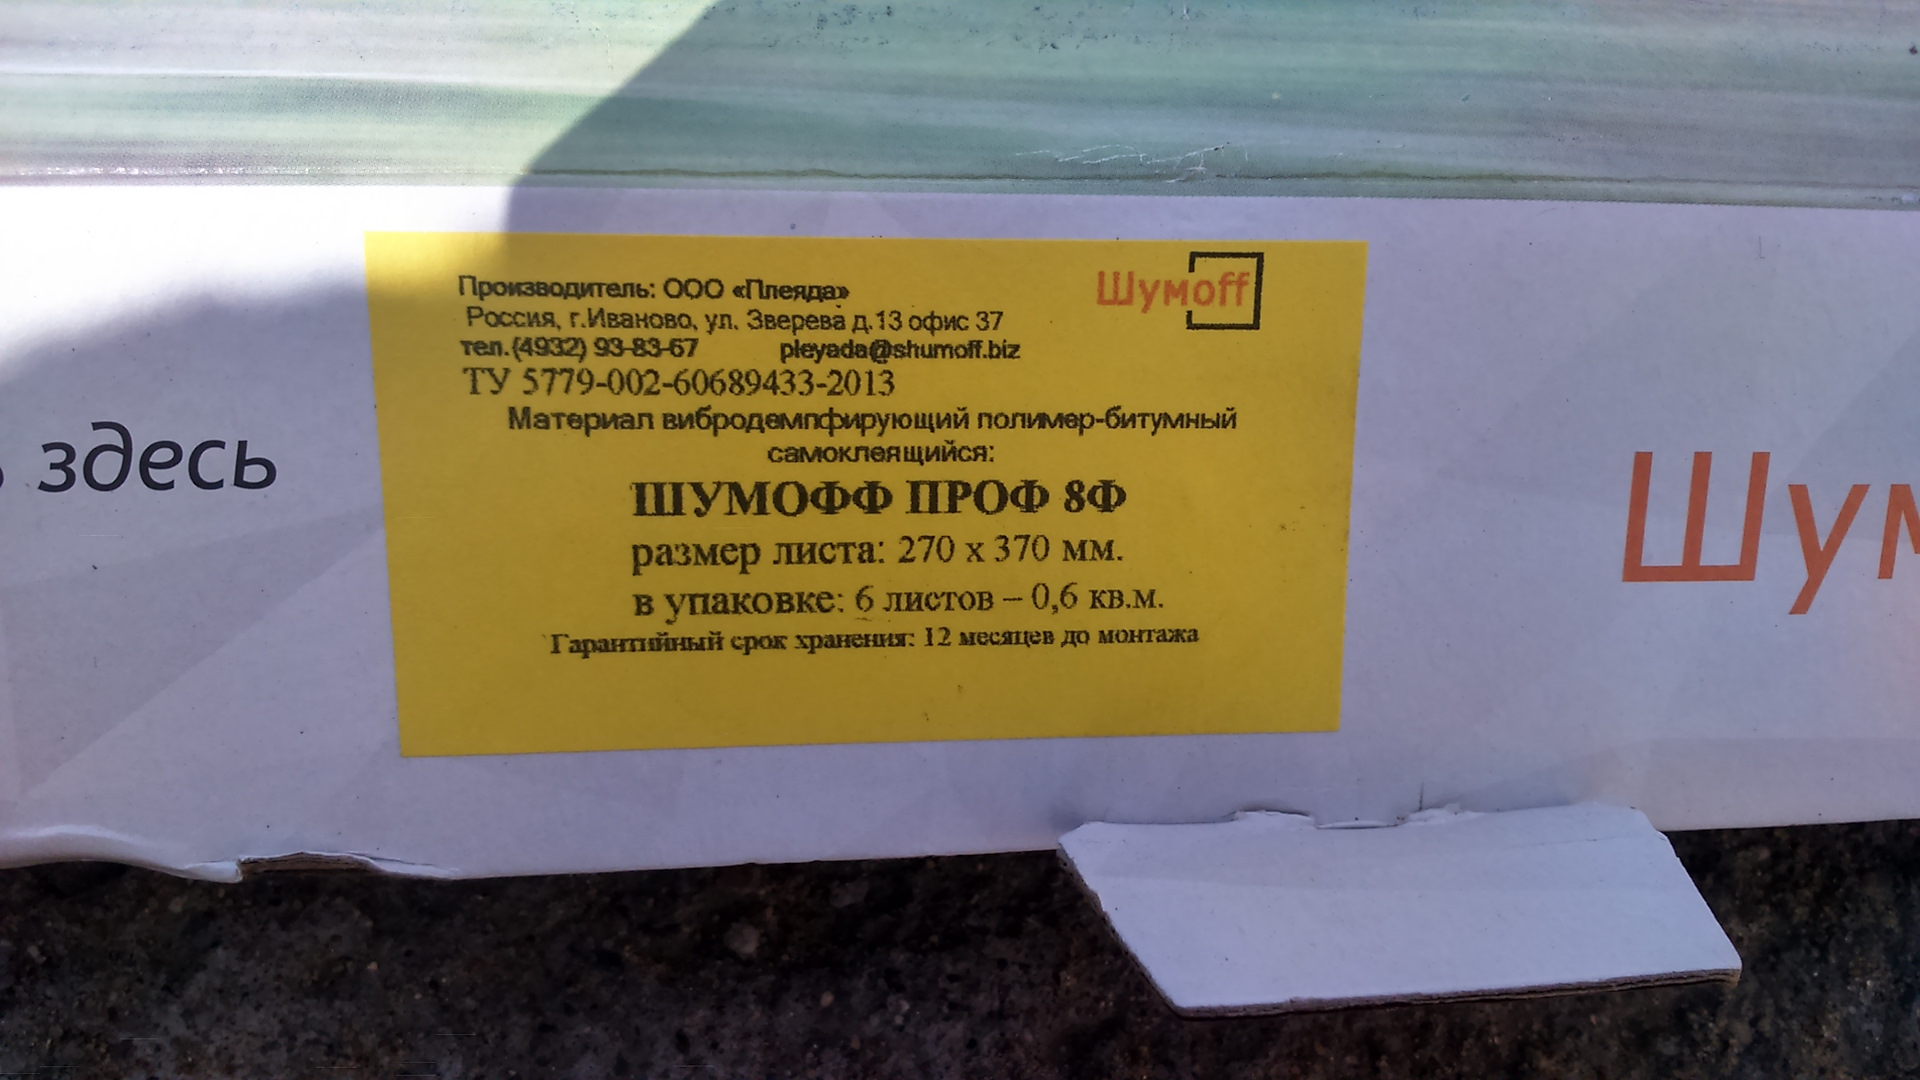 Производитель: ООО «Плеяда»
Шумoff
Россия, г.Иваново, ул. Зверева д.13 офис 37
тел.(4932) 93-83-67 pleyada@shumoff.biz
ТУ 5779-002-60689433-2013
Материал вибродемпфирующий полимер-битумный
самоклеящийся:
ШУМОФФ ПРОФ 8Ф
размер листа: 270 х 370 мм.
в упаковке: 6 листов – 0,6 кв.м.
Гарантийный срок хранения: 12 месяцев до монтажа
здесь
Шум